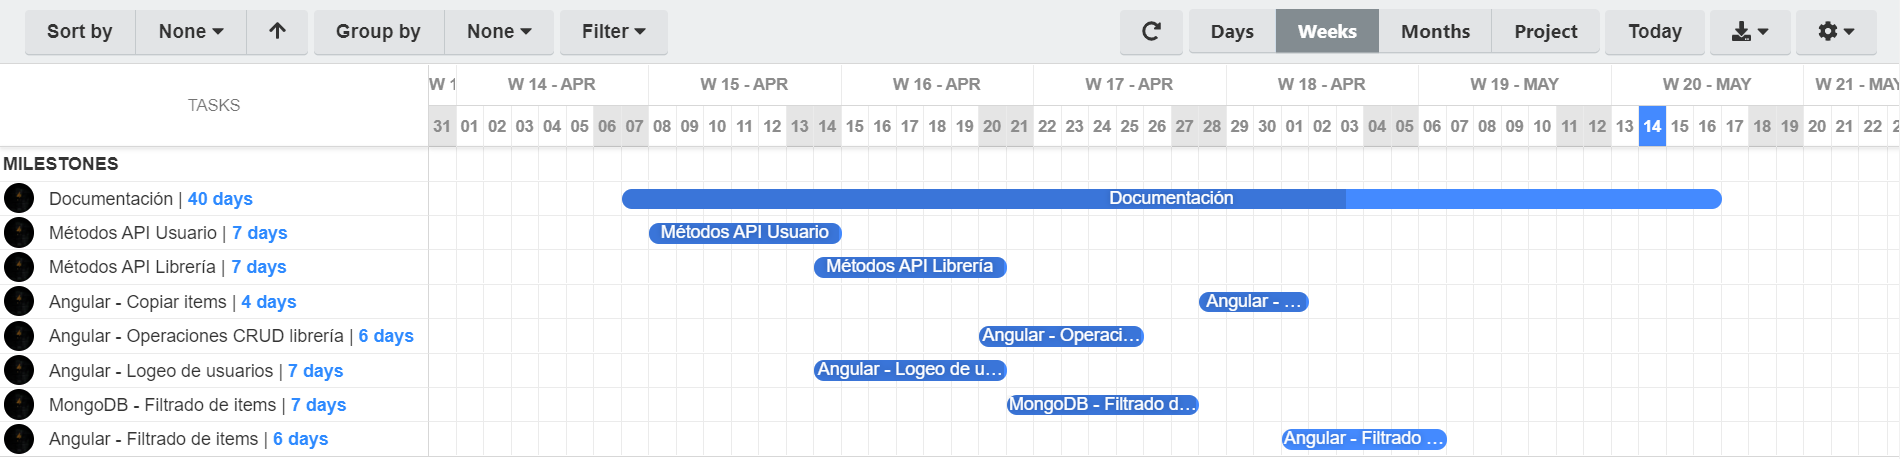 Sort by None Group by None Filter Days Weeks Months Project Today
TASKS
W 1 W 14 - APR W 15 - APR W 16 - APR W 17 - APR W 18 - APR W 19 - MAY W 20 - MAY W 21 - MAY
31 01 02 03 04 05 06 07 08 09 10 11 12 13 14 15 16 17 18 19 20 21 22 23 24 25 26 27 28 29 30 01 02 03 04 05 06 07 08 09 10 11 12 13 14 15 16 17 18 19 20 21 22 2
MILESTONES
Documentación | 40 days Documentación
Métodos API Usuario | 7 days Métodos API Usuario
Métodos API Librería | 7 days Métodos API Librería
Angular - Copiar items | 4 days Angular - ...
Angular - Operaciones CRUD librería | 6 days Angular - Operaci...
Angular - Logeo de usuarios | 7 days Angular - Logeo de u...
MongoDB - Filtrado de items | 7 days MongoDB - Filtrado d...
Angular - Filtrado de items | 6 days Angular - Filtrado ...